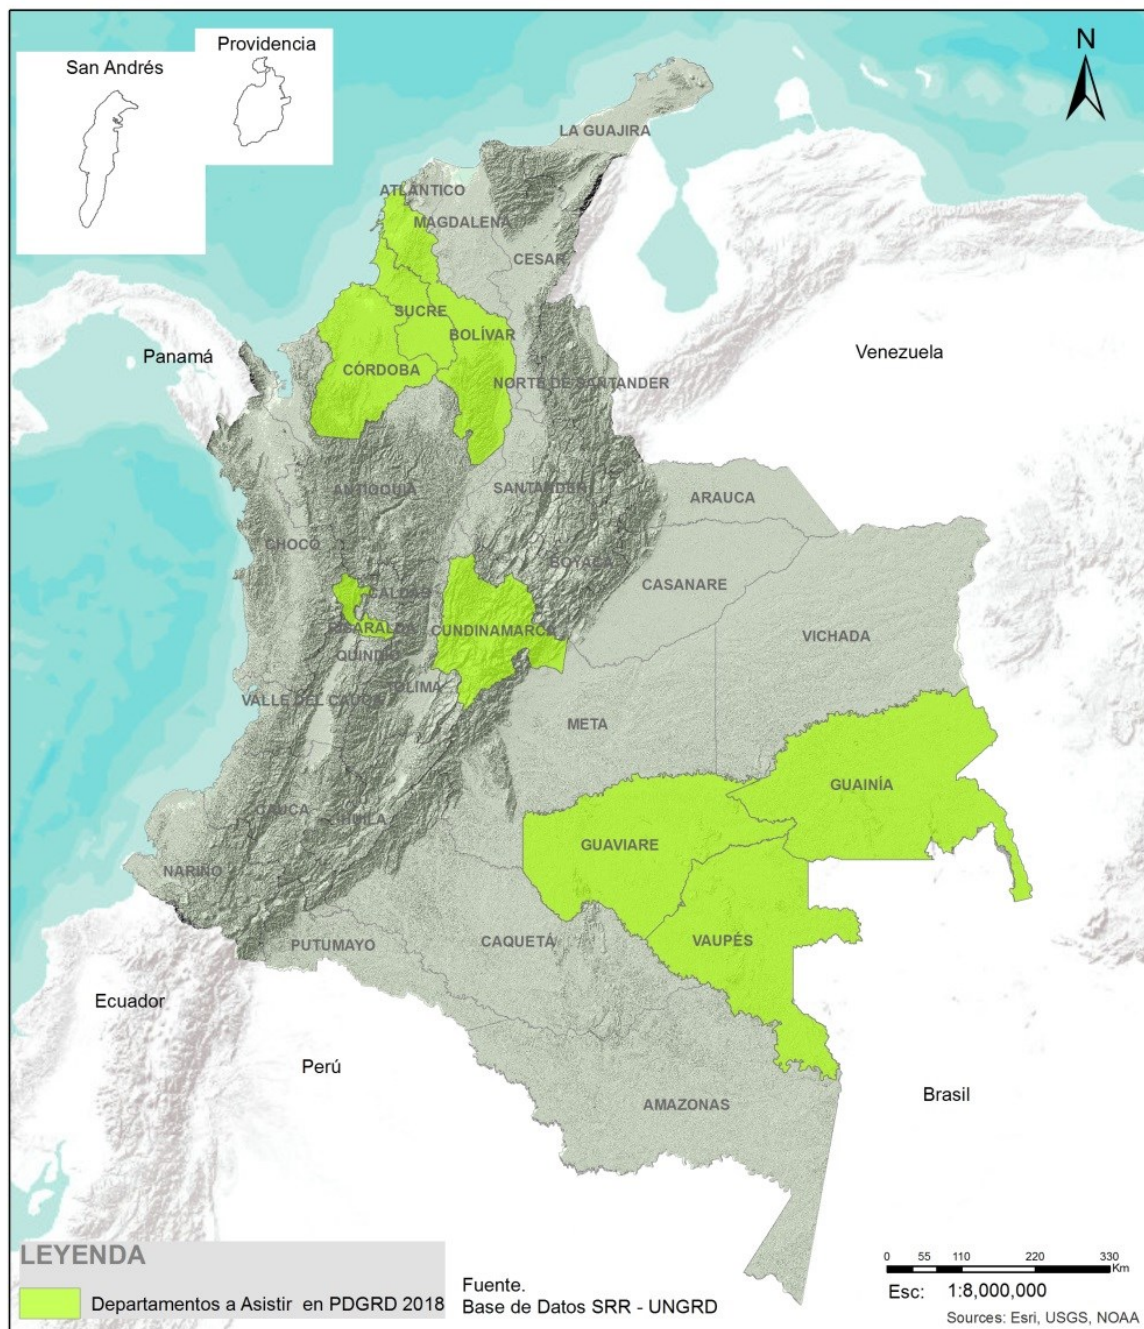 Providencia
San Andrés
N
LA GUAJIRA
ATLÁNTICO
MAGDALENA
CESAR
SUCRE
BOLÍVAR
Panamá
Venezuela
CÓRDOBA
NORTE DE SANTANDER
ANTIOQUIA
SANTANDER
ARAUCA
CHOCÓ
BOYACÁ
CASANARE
CALDAS
RISARALDA
CUNDINAMARCA
VICHADA
QUINDIO
TOLIMA
VALLE DEL CAUCA
META
GUAINÍA
CAUCA
HUILA
GUAVIARE
NARIÑO
PUTUMAYO
CAQUETÁ
VAUPÉS
Ecuador
Perú
Brasil
AMAZONAS
LEYENDA
Departamentos a Asistir en PDGRD 2018
Fuente.
Base de Datos SRR - UNGRD
0 55 110 220 330
Km
Esc: 1:8,000,000
Sources: Esri, USGS, NOAA